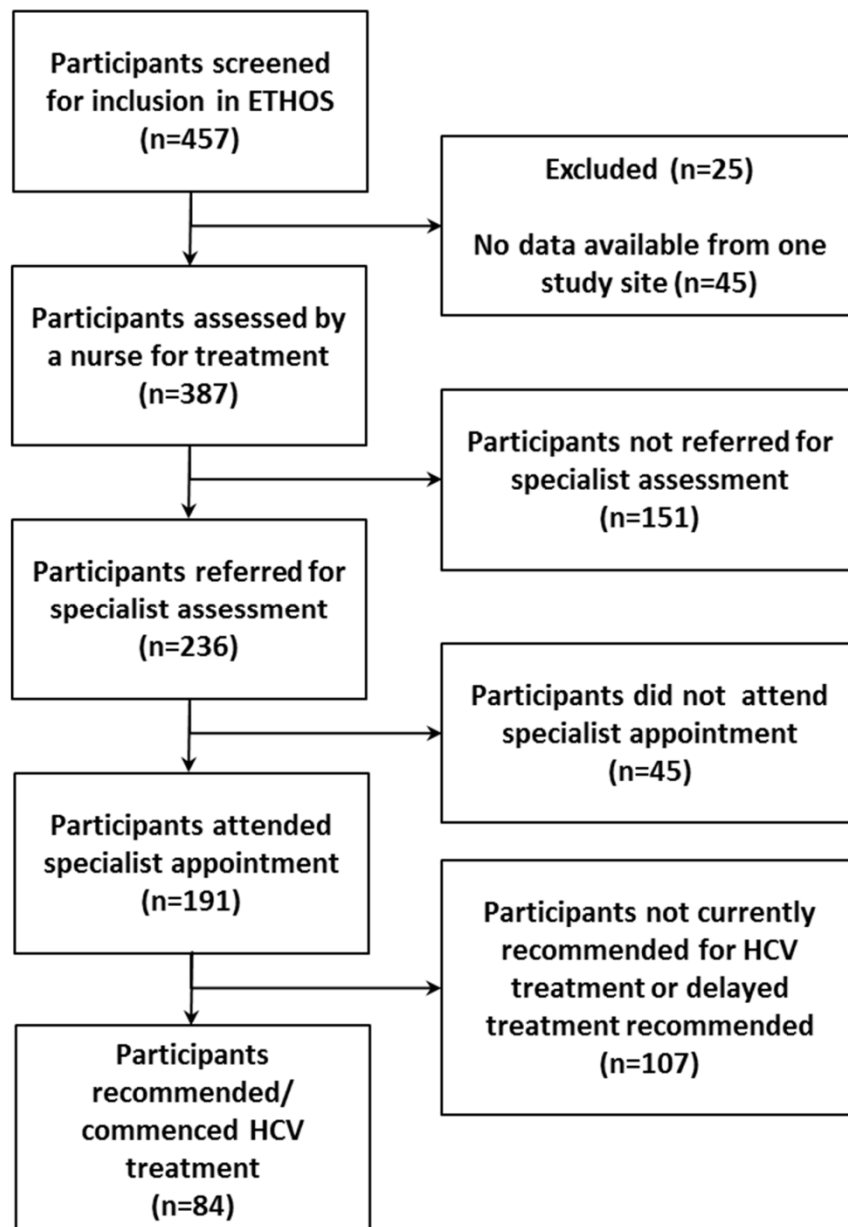 Participants screened
for inclusion in ETHOS
(n=457)
Excluded (n=25)
No data available from one
study site (n=45)
Participants assessed by
a nurse for treatment
(n=387)
Participants not referred for
specialist assessment
(n=151)
Participants referred for
specialist assessment
(n=236)
Participants did not attend
specialist appointment
(n=45)
Participants attended
specialist appointment
(n=191)
Participants not currently
recommended for HCV
treatment or delayed
treatment recommended
(n=107)
Participants
recommended/
commenced HCV
treatment
(n=84)